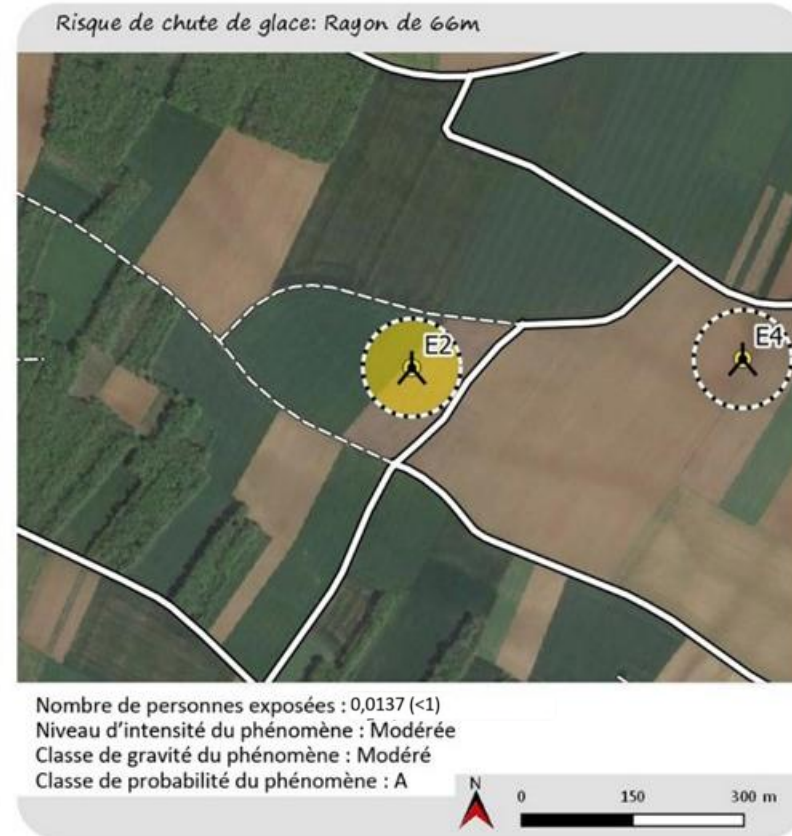 Risque de chute de glace: Rayon de 66m
E2
E4
Nombre de personnes exposées : 0,0137 (<1)
Niveau d'intensité du phénomène : Modérée
Classe de gravité du phénomène : Modéré
Classe de probabilité du phénomène : A
N
0 150 300 m